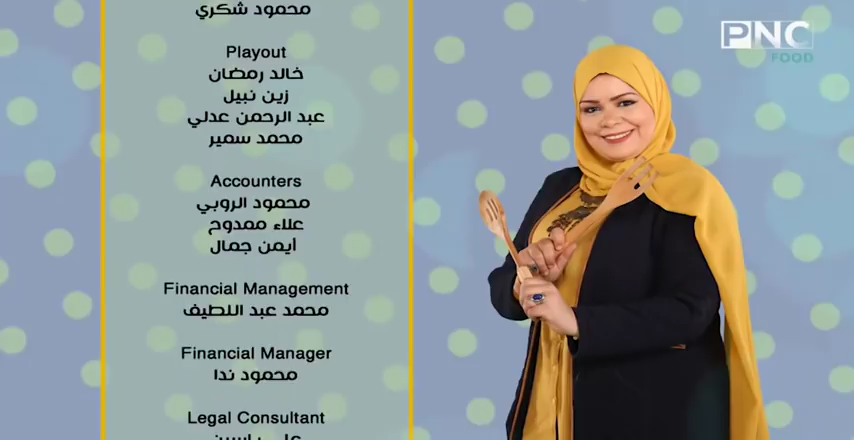 محمود شكري
PNC
FOOD
Playout
خالد رمضان
زين نبيل
عبد الرحمن عدلي
محمد سمير
Accounters
محمود الروبي
علاء ممدوح
أيمن جمال
Financial Management
محمد عبد اللطيف
Financial Manager
محمود ندا
Legal Consultant